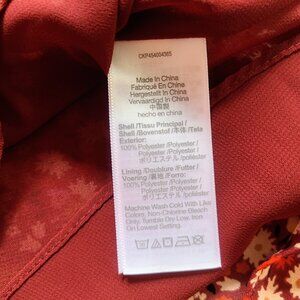 CKP454004365
Made In China
Fabriqué En Chine
Hergestellt In China
Vervaardigd In China
中国製
hecho en china
Shell /Tissu Principal /
Shell /Bovenstof /本体 /Tela
Exterior:
100% Polyester /Polyester /
Polyester /Polyester /
ポリエステル /poliéster
Lining /Doublure /Futter /
Voering /裏地 /Forro:
100% Polyester /Polyester /
Polyester /Polyester /
ポリエステル /poliéster
Machine Wash Cold With Like
Colors, Non-Chlorine Bleach
Only, Tumble Dry Low, Iron
On Lowest Setting.